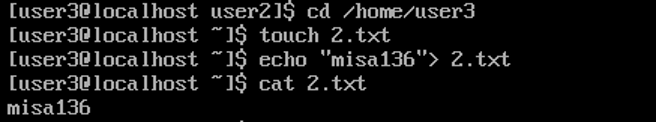 [user3@localhost user2]$ cd /home/user3
[user3@localhost ~]$ touch 2.txt
[user3@localhost ~]$ echo "misa136"> 2.txt
[user3@localhost ~]$ cat 2.txt
misa136